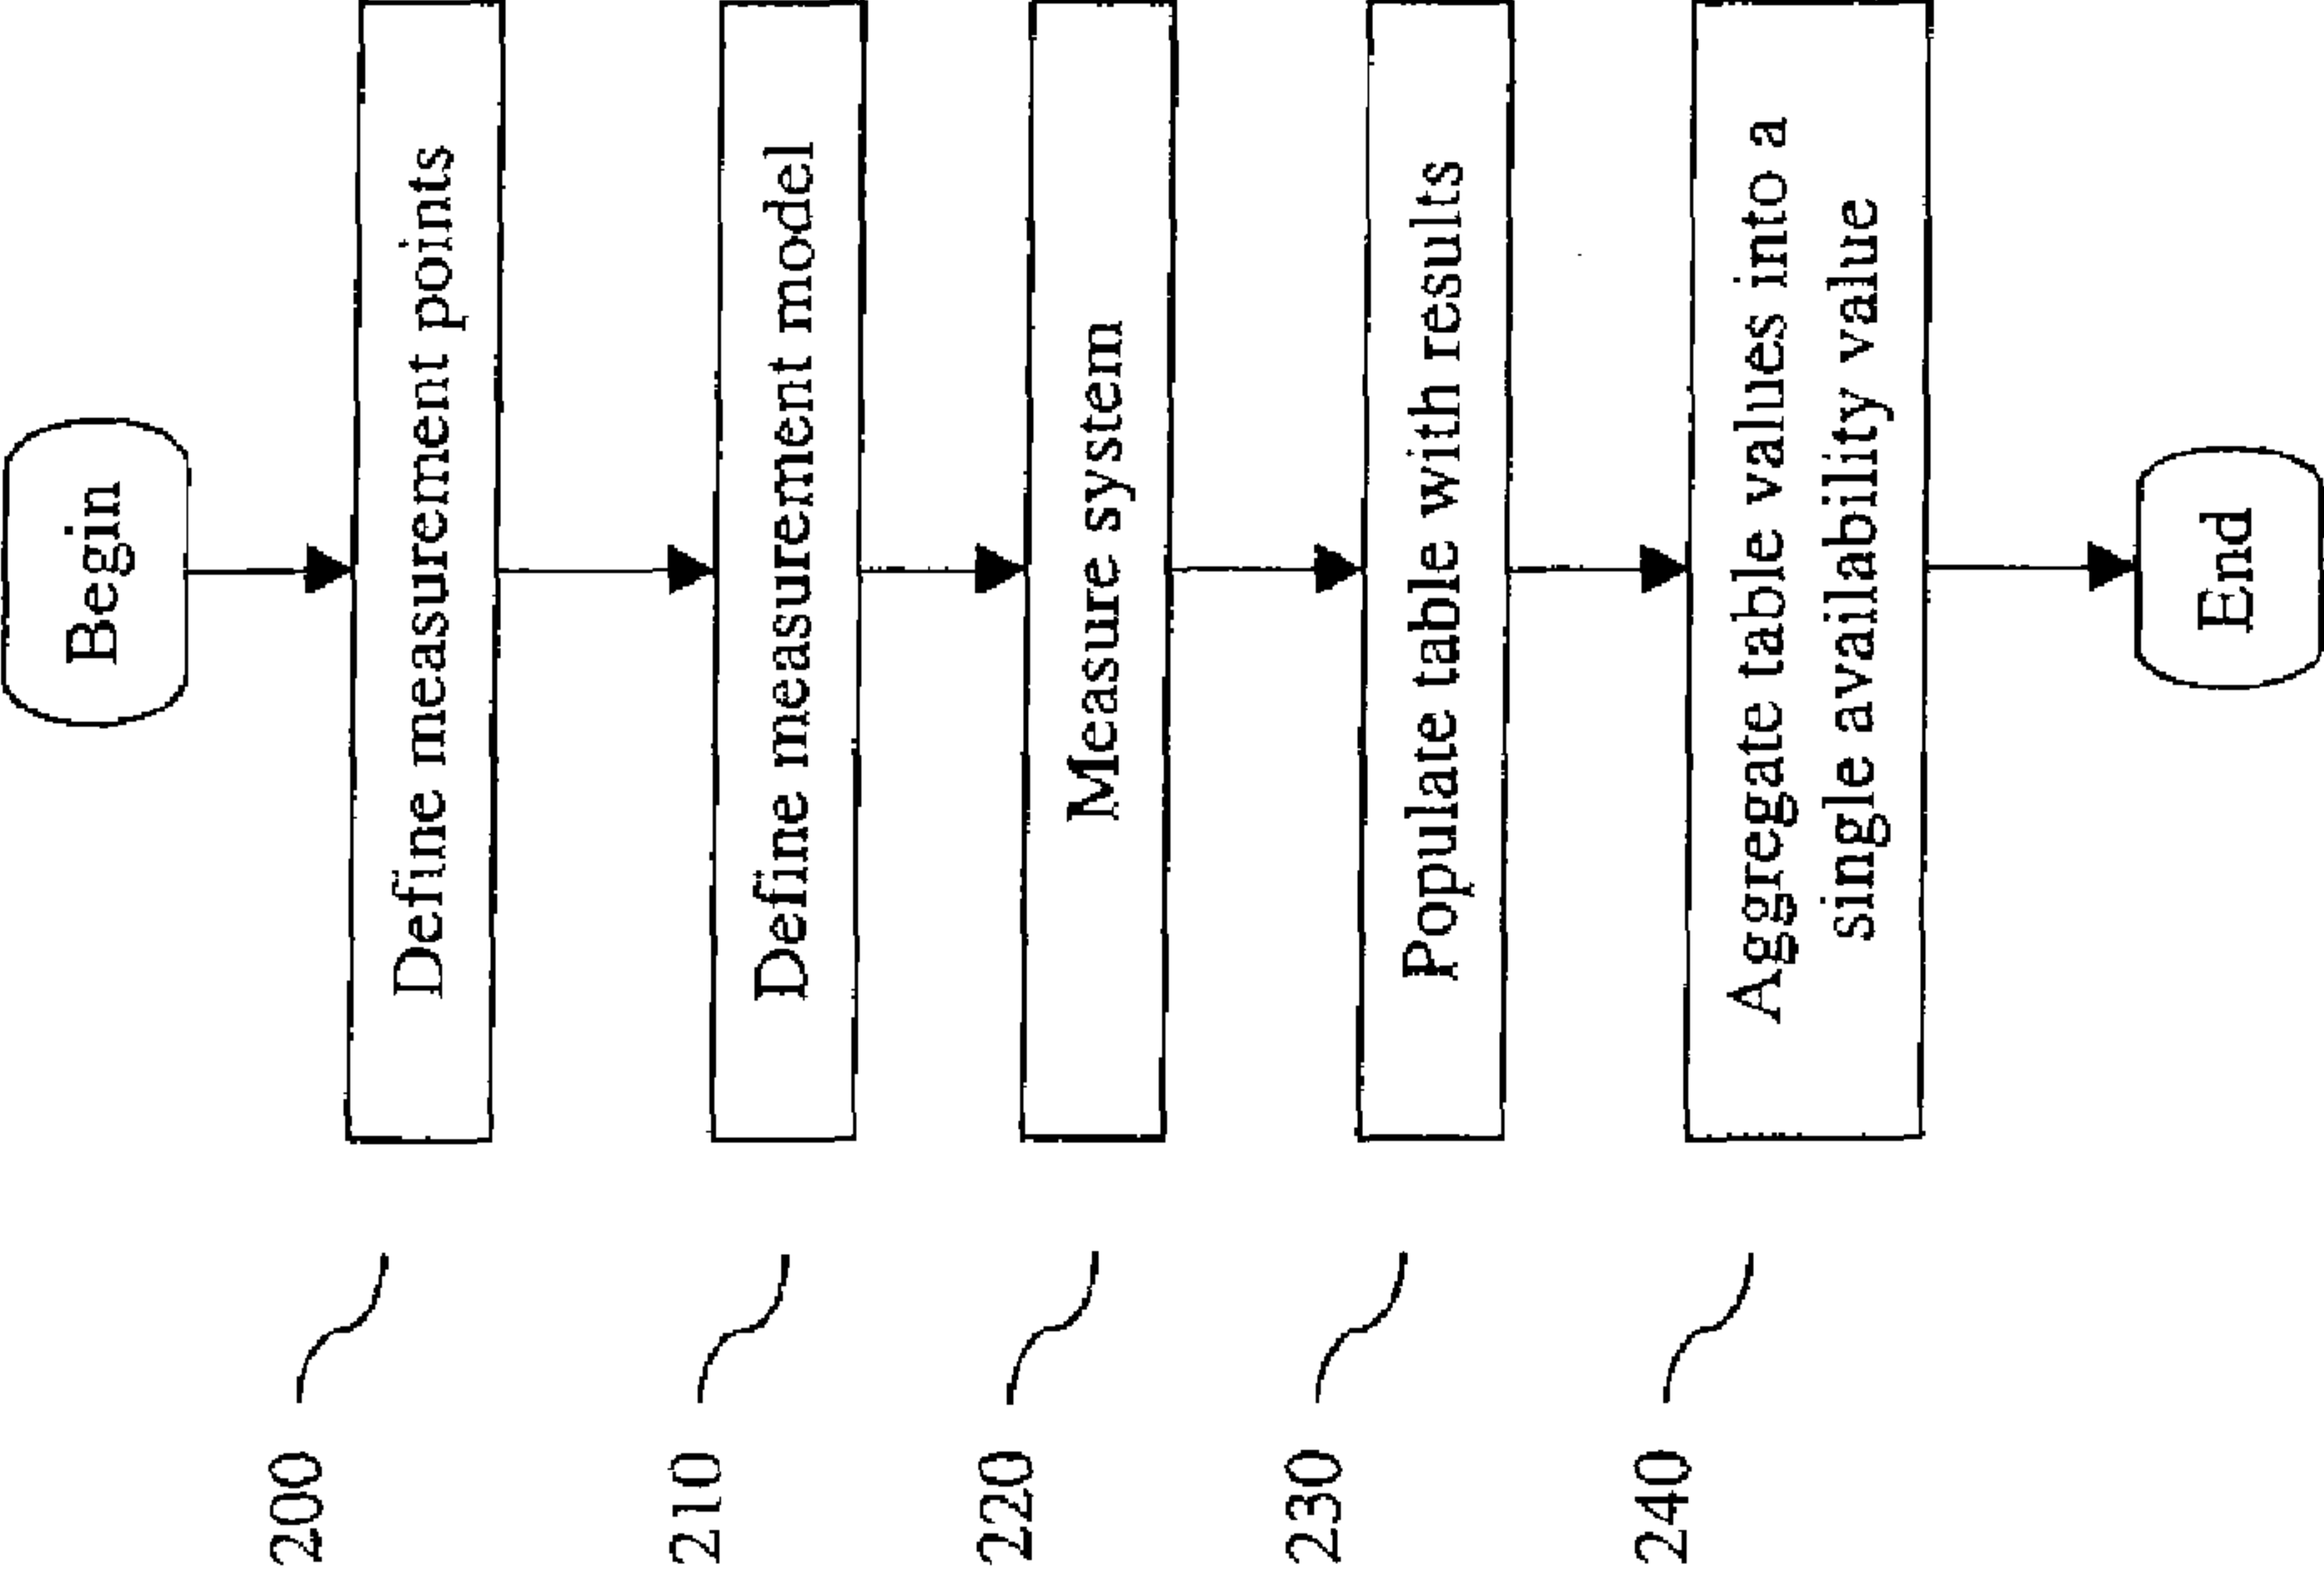 Begin
200
Define measurement points
210
Define measurement model
220
Measure system
230
Populate table with results
240
Aggregate table values into a
single availability value
End